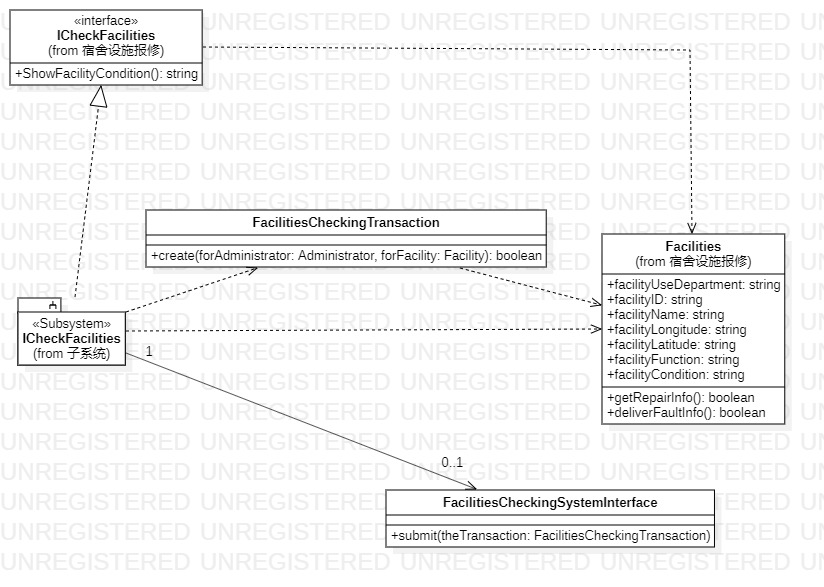 «interface»
ICheckFacilities
(from 宿舍设施报修)
+ShowFacilityCondition(): string
FacilitiesCheckingTransaction
+create(forAdministrator: Administrator, forFacility: Facility): boolean
Facilities
(from 宿舍设施报修)
+facilityUseDepartment: string
+facilityID: string
+facilityName: string
+facilityLongitude: string
+facilityLatitude: string
+facilityFunction: string
+facilityCondition: string
+getRepairInfo(): boolean
+deliverFaultInfo(): boolean
«Subsystem»
ICheckFacilities
(from 子系统)
1
0..1
FacilitiesCheckingSystemInterface
+submit(theTransaction: FacilitiesCheckingTransaction)
UNREGISTERED